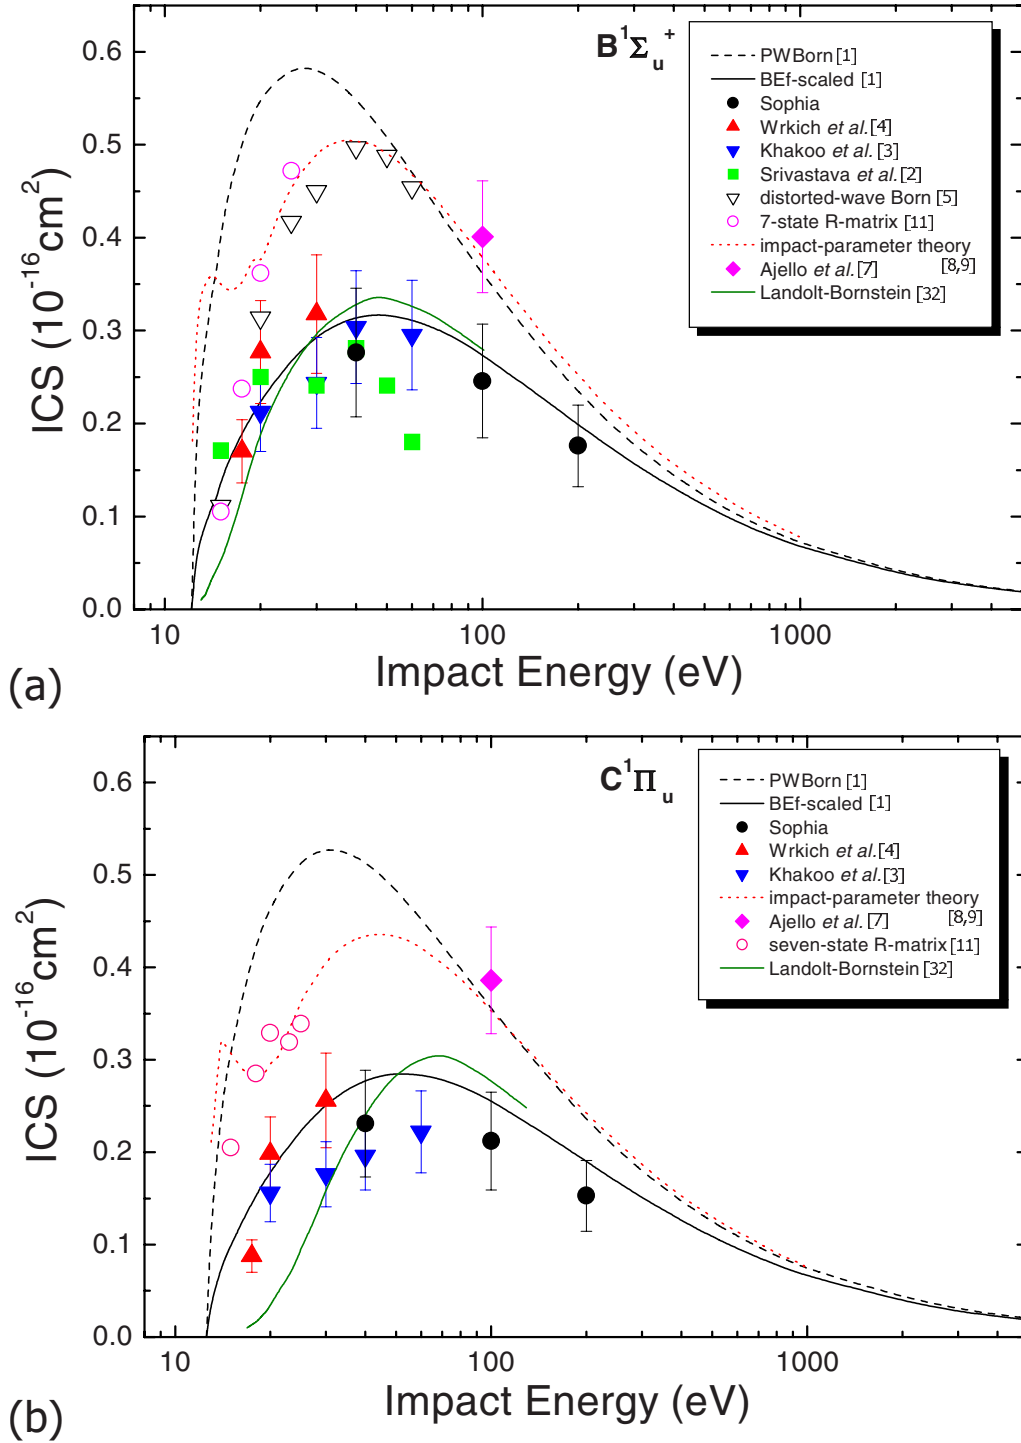 B¹Σᵤ⁺
PWBorn [1]
BEf-scaled [1]
Sophia
Wrkich et al. [4]
Khakoo et al. [3]
Srivastava et al. [2]
distorted-wave Born [5]
7-state R-matrix [11]
impact-parameter theory
[8,9]
Ajello et al. [7]
Landolt-Bornstein [32]
ICS (10⁻¹⁶cm²)
0.6
0.5
0.4
0.3
0.2
0.1
0.0
10 100 1000
Impact Energy (eV)
(a)
C¹Πᵤ
PWBorn [1]
BEf-scaled [1]
Sophia
Wrkich et al. [4]
Khakoo et al. [3]
impact-parameter theory
[8,9]
Ajello et al. [7]
seven-state R-matrix [11]
Landolt-Bornstein [32]
ICS (10⁻¹⁶cm²)
0.6
0.5
0.4
0.3
0.2
0.1
0.0
10 100 1000
Impact Energy (eV)
(b)